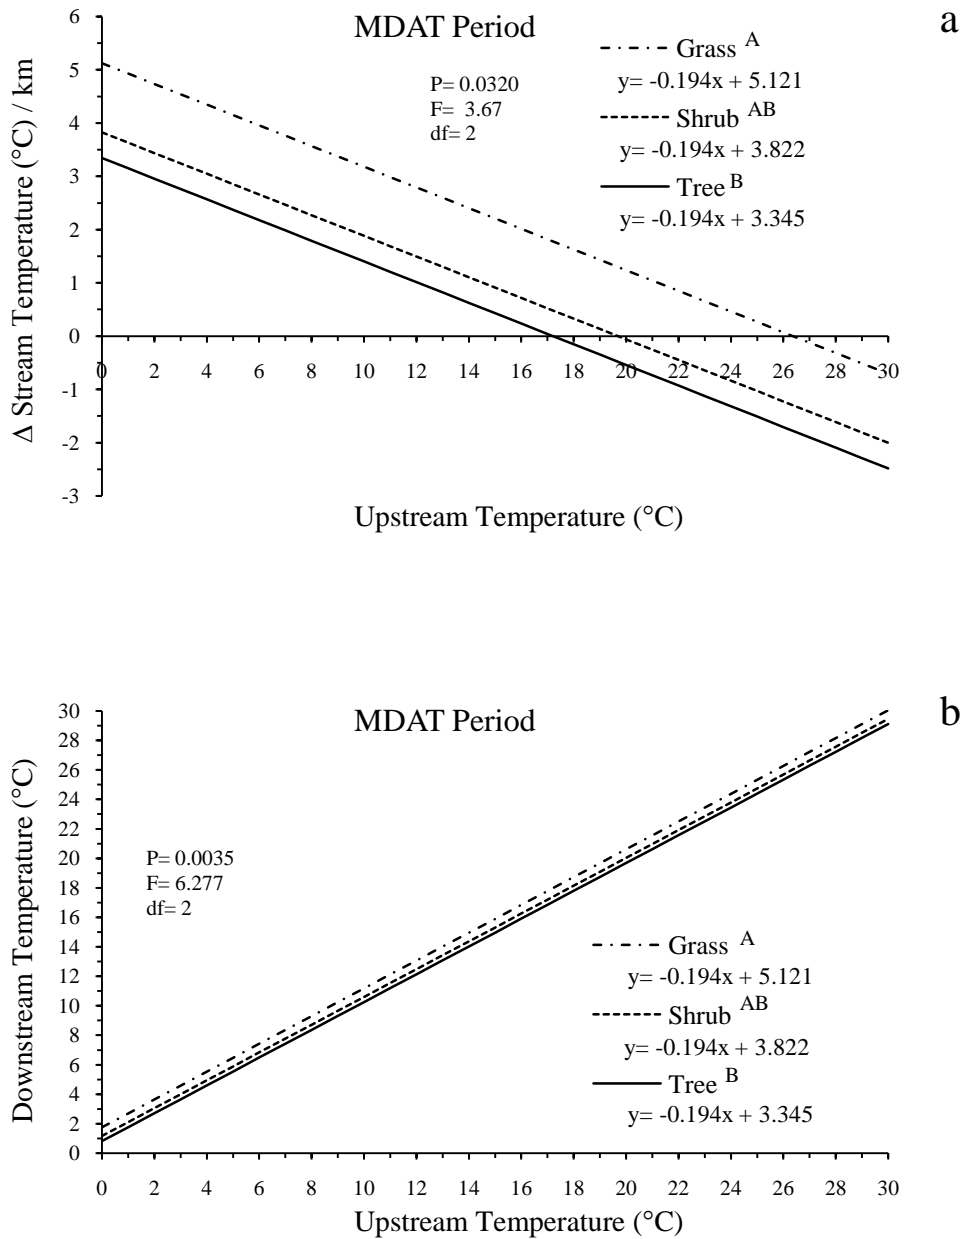 MDAT Period
a
Grass A
y= -0.194x + 5.121
Shrub AB
y= -0.194x + 3.822
Tree B
y= -0.194x + 3.345
P= 0.0320
F= 3.67
df= 2
Δ Stream Temperature (°C) / km
6
5
4
3
2
1
0
-1
-2
-3
0 2 4 6 8 10 12 14 16 18 20 22 24 26 28 30
Upstream Temperature (°C)
MDAT Period
b
P= 0.0035
F= 6.277
df= 2
Grass A
y= -0.194x + 5.121
Shrub AB
y= -0.194x + 3.822
Tree B
y= -0.194x + 3.345
Downstream Temperature (°C)
30
28
26
24
22
20
18
16
14
12
10
8
6
4
2
0
0 2 4 6 8 10 12 14 16 18 20 22 24 26 28 30
Upstream Temperature (°C)